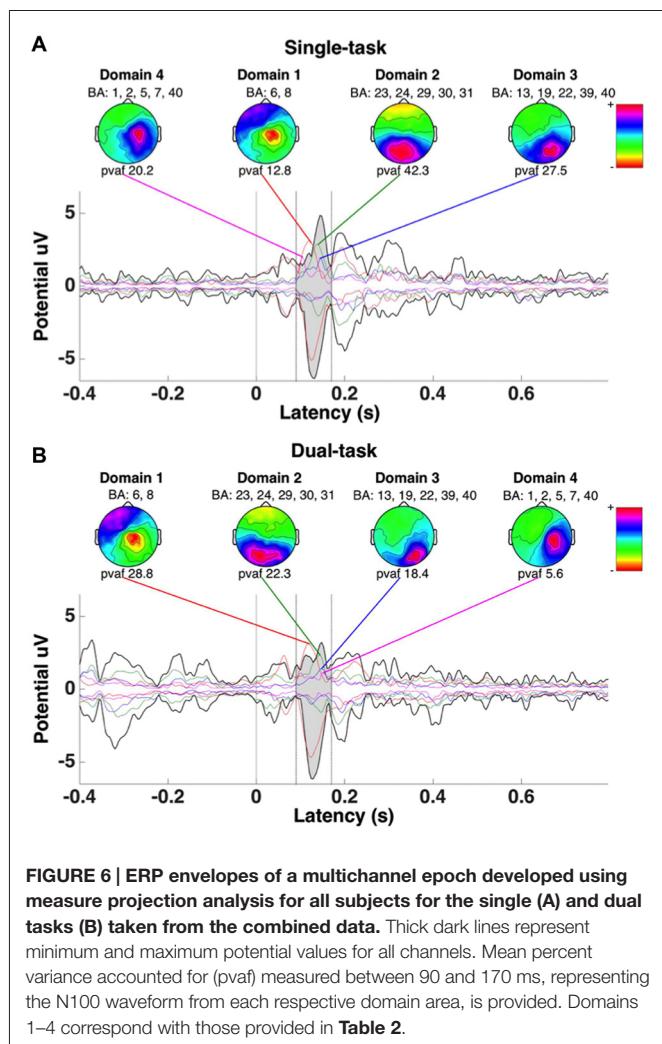 A
Single-task
Domain 4 Domain 1 Domain 2 Domain 3
BA: 1, 2, 5, 7, 40 BA: 6, 8 BA: 23, 24, 29, 30, 31 BA: 13, 19, 22, 39, 40
+
-
pvaf 20.2 pvaf 12.8 pvaf 42.3 pvaf 27.5
Potential uV
5
0
-5
-0.4 -0.2 0 0.2 0.4 0.6
Latency (s)
B
Dual-task
Domain 1 Domain 2 Domain 3 Domain 4
BA: 6, 8 BA: 23, 24, 29, 30, 31 BA: 13, 19, 22, 39, 40 BA: 1, 2, 5, 7, 40
+
-
pvaf 28.8 pvaf 22.3 pvaf 18.4 pvaf 5.6
Potential uV
5
0
-5
-0.4 -0.2 0 0.2 0.4 0.6
Latency (s)
FIGURE 6 | ERP envelopes of a multichannel epoch developed using
measure projection analysis for all subjects for the single (A) and dual
tasks (B) taken from the combined data. Thick dark lines represent
minimum and maximum potential values for all channels. Mean percent
variance accounted for (pvaf) measured between 90 and 170 ms, representing
the N100 waveform from each respective domain area, is provided. Domains
1–4 correspond with those provided in Table 2.